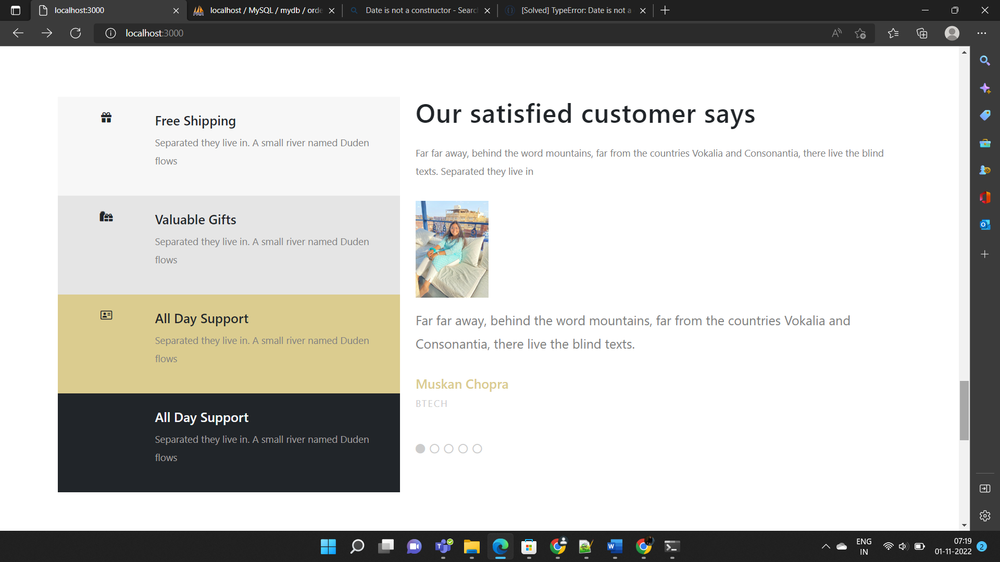 localhost:3000
localhost / MySQL / mydb / orde
Date is not a constructor - Search
[Solved] TypeError: Date is not a
localhost:3000
Free Shipping
Separated they live in. A small river named Duden
flows
Valuable Gifts
Separated they live in. A small river named Duden
flows
All Day Support
Separated they live in. A small river named Duden
flows
All Day Support
Separated they live in. A small river named Duden
flows
Our satisfied customer says
Far far away, behind the word mountains, far from the countries Vokalia and Consonantia, there live the blind
texts. Separated they live in
Far far away, behind the word mountains, far from the countries Vokalia and
Consonantia, there live the blind texts.
Muskan Chopra
BTECH
ENG
IN
07:19
01-11-2022
2